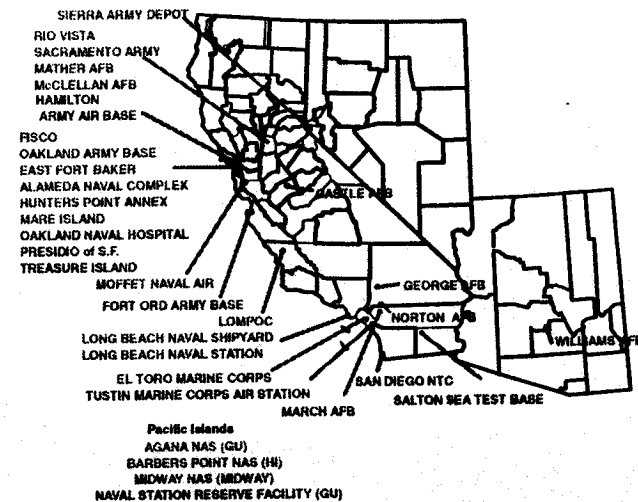 SIERRA ARMY DEPOT
RIO VISTA
SACRAMENTO ARMY
MATHER AFB
McCLELLAN AFB
HAMILTON
ARMY AIR BASE
FISCO
OAKLAND ARMY BASE
EAST FORT BAKER
ALAMEDA NAVAL COMPLEX
HUNTERS POINT ANNEX
MARE ISLAND
OAKLAND NAVAL HOSPITAL
PRESIDIO of S.F.
TREASURE ISLAND
MOFFET NAVAL AIR
FORT ORD ARMY BASE
LOMPOC
LONG BEACH NAVAL SHIPYARD
LONG BEACH NAVAL STATION
EL TORO MARINE CORPS
TUSTIN MARINE CORPS AIR STATION
MARCH AFB
CASTLE AFB
GEORGE AFB
NORTON AFB
WILLIAMS AFB
SAN DIEGO NTC
SALTON SEA TEST BASE
Pacific Islands
AGANA NAS (GU)
BARBERS POINT NAS (HI)
MIDWAY NAS (MIDWAY)
NAVAL STATION RESERVE FACILITY (GU)